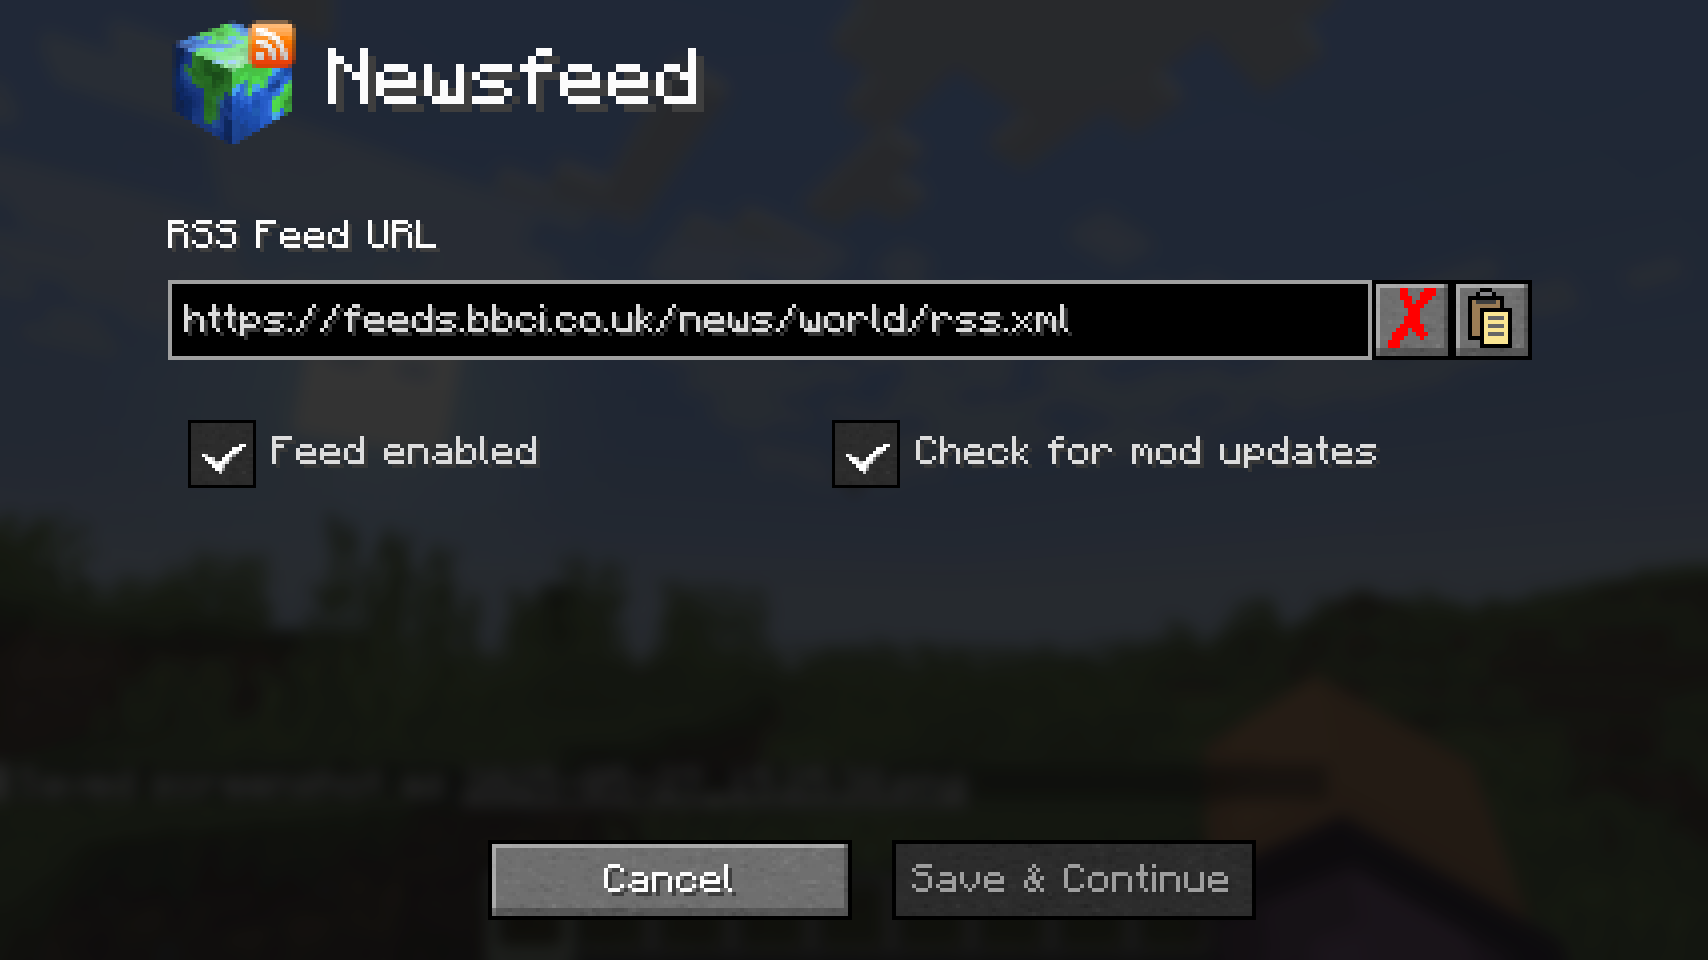 Newsfeed
RSS Feed URL
https://feeds.bbci.co.uk/news/world/rss.xml
Feed enabled
Check for mod updates
Cancel
Save & Continue